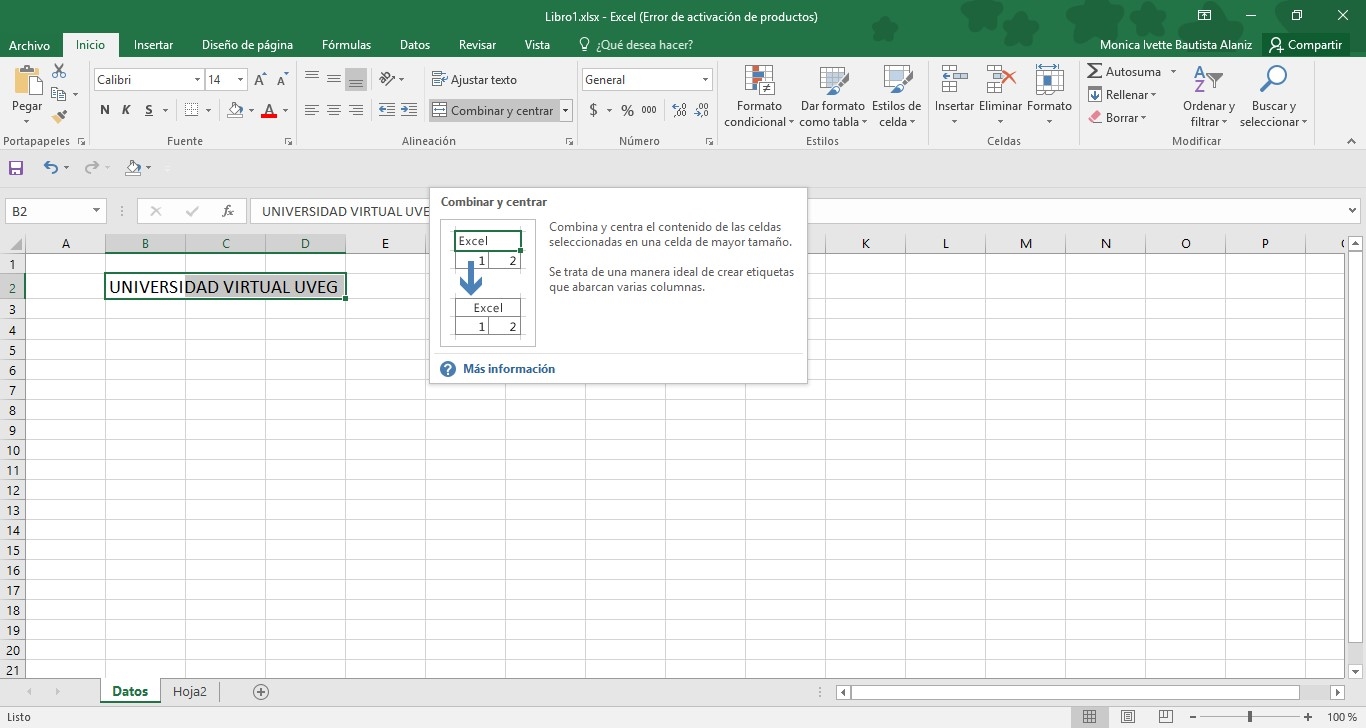 Libro1.xlsx - Excel (Error de activación de productos)
Archivo Inicio Insertar Diseño de página Fórmulas Datos Revisar Vista ¿Qué desea hacer? Monica Ivette Bautista Alaniz Compartir
Pegar
Portapapeles
Calibri 14 A A
N K S A
Fuente
Ajustar texto
Combinar y centrar
Alineación
General
$ % 000
Número
Formato condicional
Dar formato como tabla
Estilos de celda
Estilos
Insertar Eliminar Formato
Celdas
Autosuma
Rellenar
Borrar
Ordenar y filtrar
Buscar y seleccionar
Modificar
B2 fx UNIVERSIDAD VIRTUAL UVE
Combinar y centrar
Excel
1 2
Excel
1 2
Combina y centra el contenido de las celdas
seleccionadas en una celda de mayor tamaño.
Se trata de una manera ideal de crear etiquetas
que abarcan varias columnas.
? Más información
A B C D E K L M N O P
1
2 UNIVERSIDAD VIRTUAL UVEG
3
4
5
6
7
8
9
10
11
12
13
14
15
16
17
18
19
20
21
Datos Hoja2
Listo 100 %